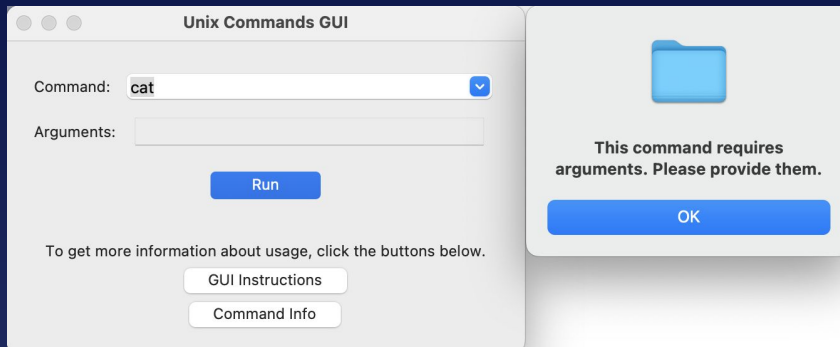 Unix Commands GUI
Command: cat
Arguments:
Run
To get more information about usage, click the buttons below.
GUI Instructions
Command Info
This command requires
arguments. Please provide them.
OK